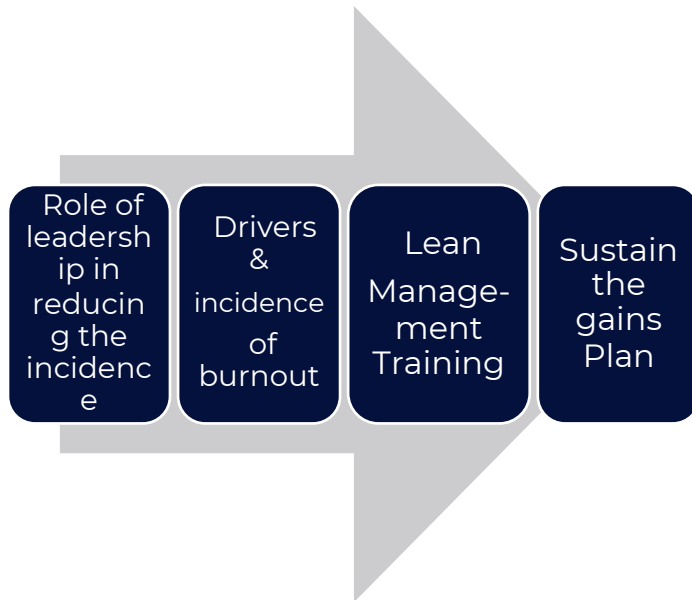 Role of
leadersh
ip in
reducin
g the
incidenc
e
Drivers
&
incidence
of
burnout
Lean
Manage-
ment
Training
Sustain
the
gains
Plan